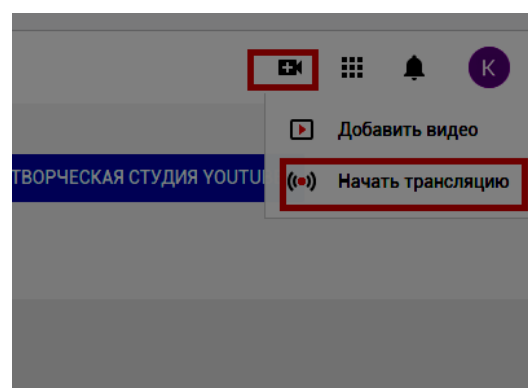 К
Добавить видео
ТВОРЧЕСКАЯ СТУДИЯ YOUTU
Начать трансляцию